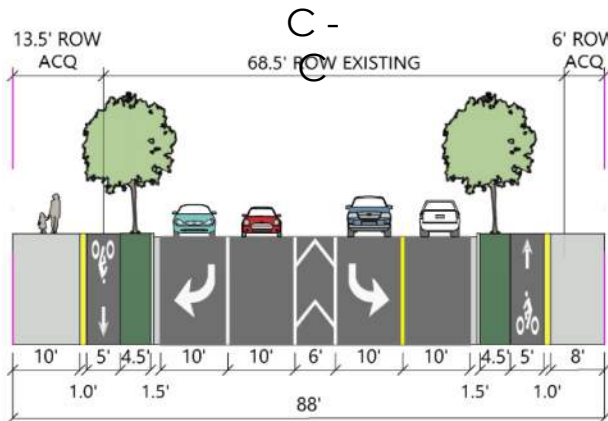 C -
C
13.5' ROW
ACQ
68.5' ROW EXISTING
6' ROW
ACQ
10' 5' 4.5' 10' 10' 6' 10' 10' 4.5' 5' 8'
1.0' 1.5' 1.5' 1.0'
88'